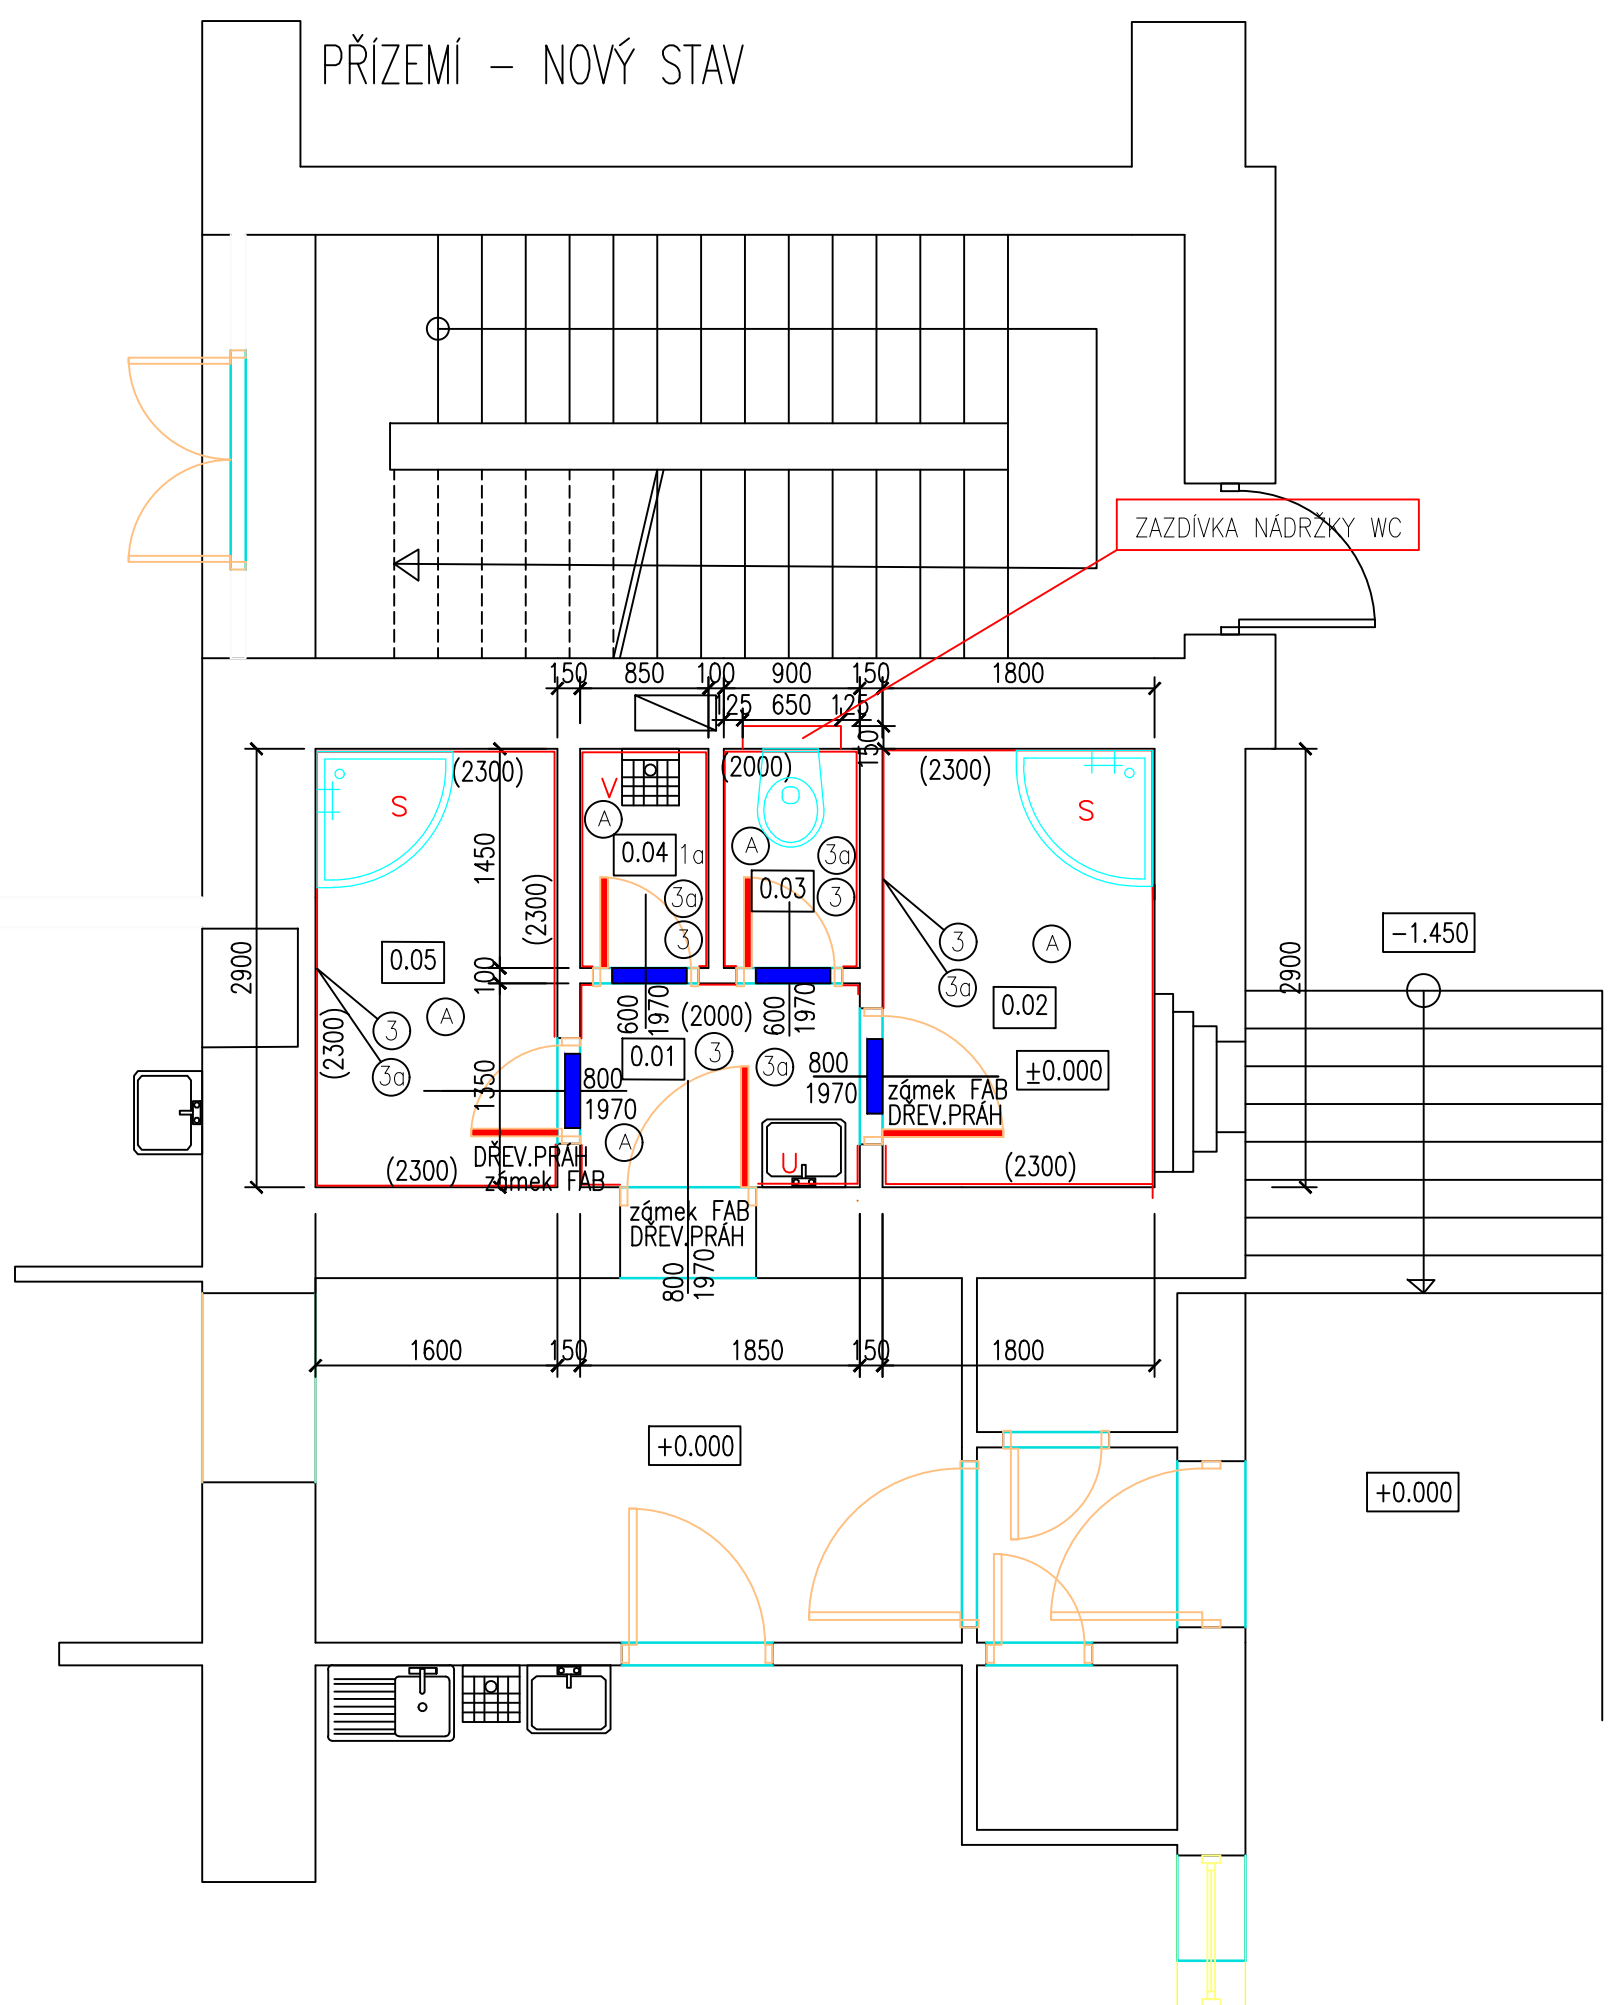 PŘÍZEMÍ – NOVÝ STAV
ZAZDÍVKA NÁDRŽKY WC
150 850 100 900 150 1800
125 650 125
150
(2300) (2000) (2300)
S V S
A A
0.04 1a 3a
0.03 3
3a
3
1450
(2300)
-1.450
3 A
0.05
2900 2900
100
3a
0.02
A
600 1970 (2000) 600 1970
3
(2300)
0.01 3
±0.000
3a 3a
800 800
1970 1970
1350
zámek FAB
DŘEV.PRÁH
A
DŘEV.PRÁH
zámek FAB
U
(2300) (2300)
zámek FAB
DŘEV.PRÁH
800 1970
1600 150 1850 150 1800
+0.000
+0.000